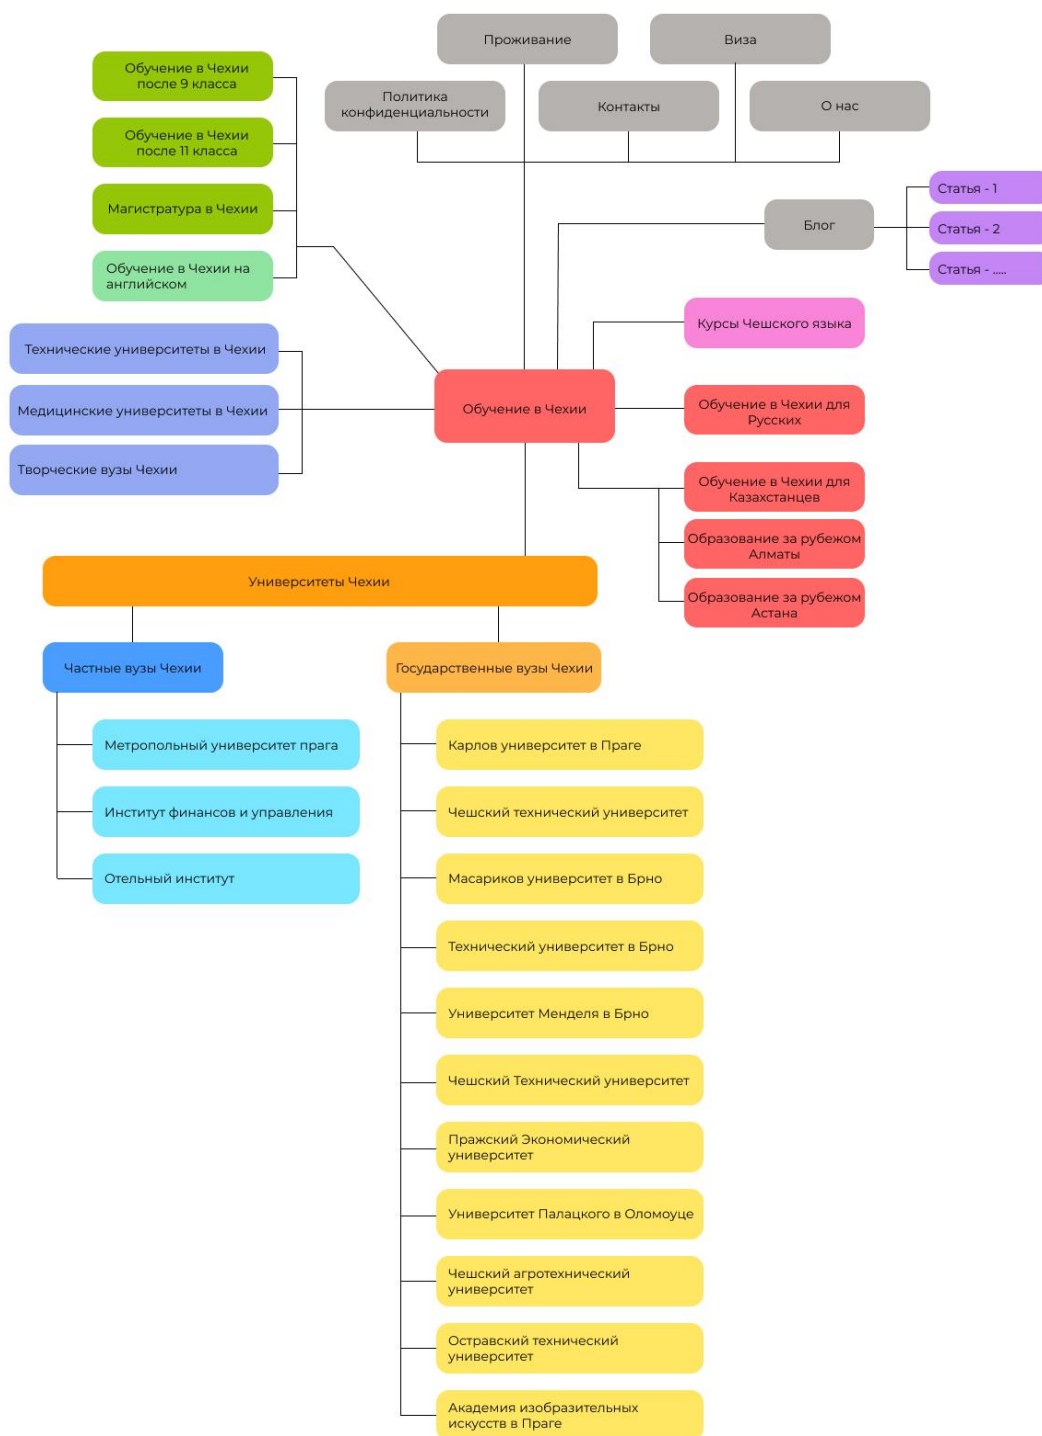 Проживание
Виза
Обучение в Чехии
после 9 класса
Политика
конфиденциальности
Контакты
О нас
Обучение в Чехии
после 11 класса
Магистратура в Чехии
Обучение в Чехии на
английском
Блог
Статья - 1
Статья - 2
Статья - .....
Курсы Чешского языка
Технические университеты в Чехии
Медицинские университеты в Чехии
Творческие вузы Чехии
Обучение в Чехии
Обучение в Чехии для
Русских
Обучение в Чехии для
Казахстанцев
Образование за рубежом
Алматы
Образование за рубежом
Астана
Университеты Чехии
Частные вузы Чехии
Государственные вузы Чехии
Метропольный университет прага
Институт финансов и управления
Отельный институт
Карлов университет в Праге
Чешский технический университет
Масариков университет в Брно
Технический университет в Брно
Университет Менделя в Брно
Чешский Технический университет
Пражский Экономический
университет
Университет Палацкого в Оломоуце
Чешский агротехнический
университет
Остравский технический
университет
Академия изобразительных
искусств в Праге